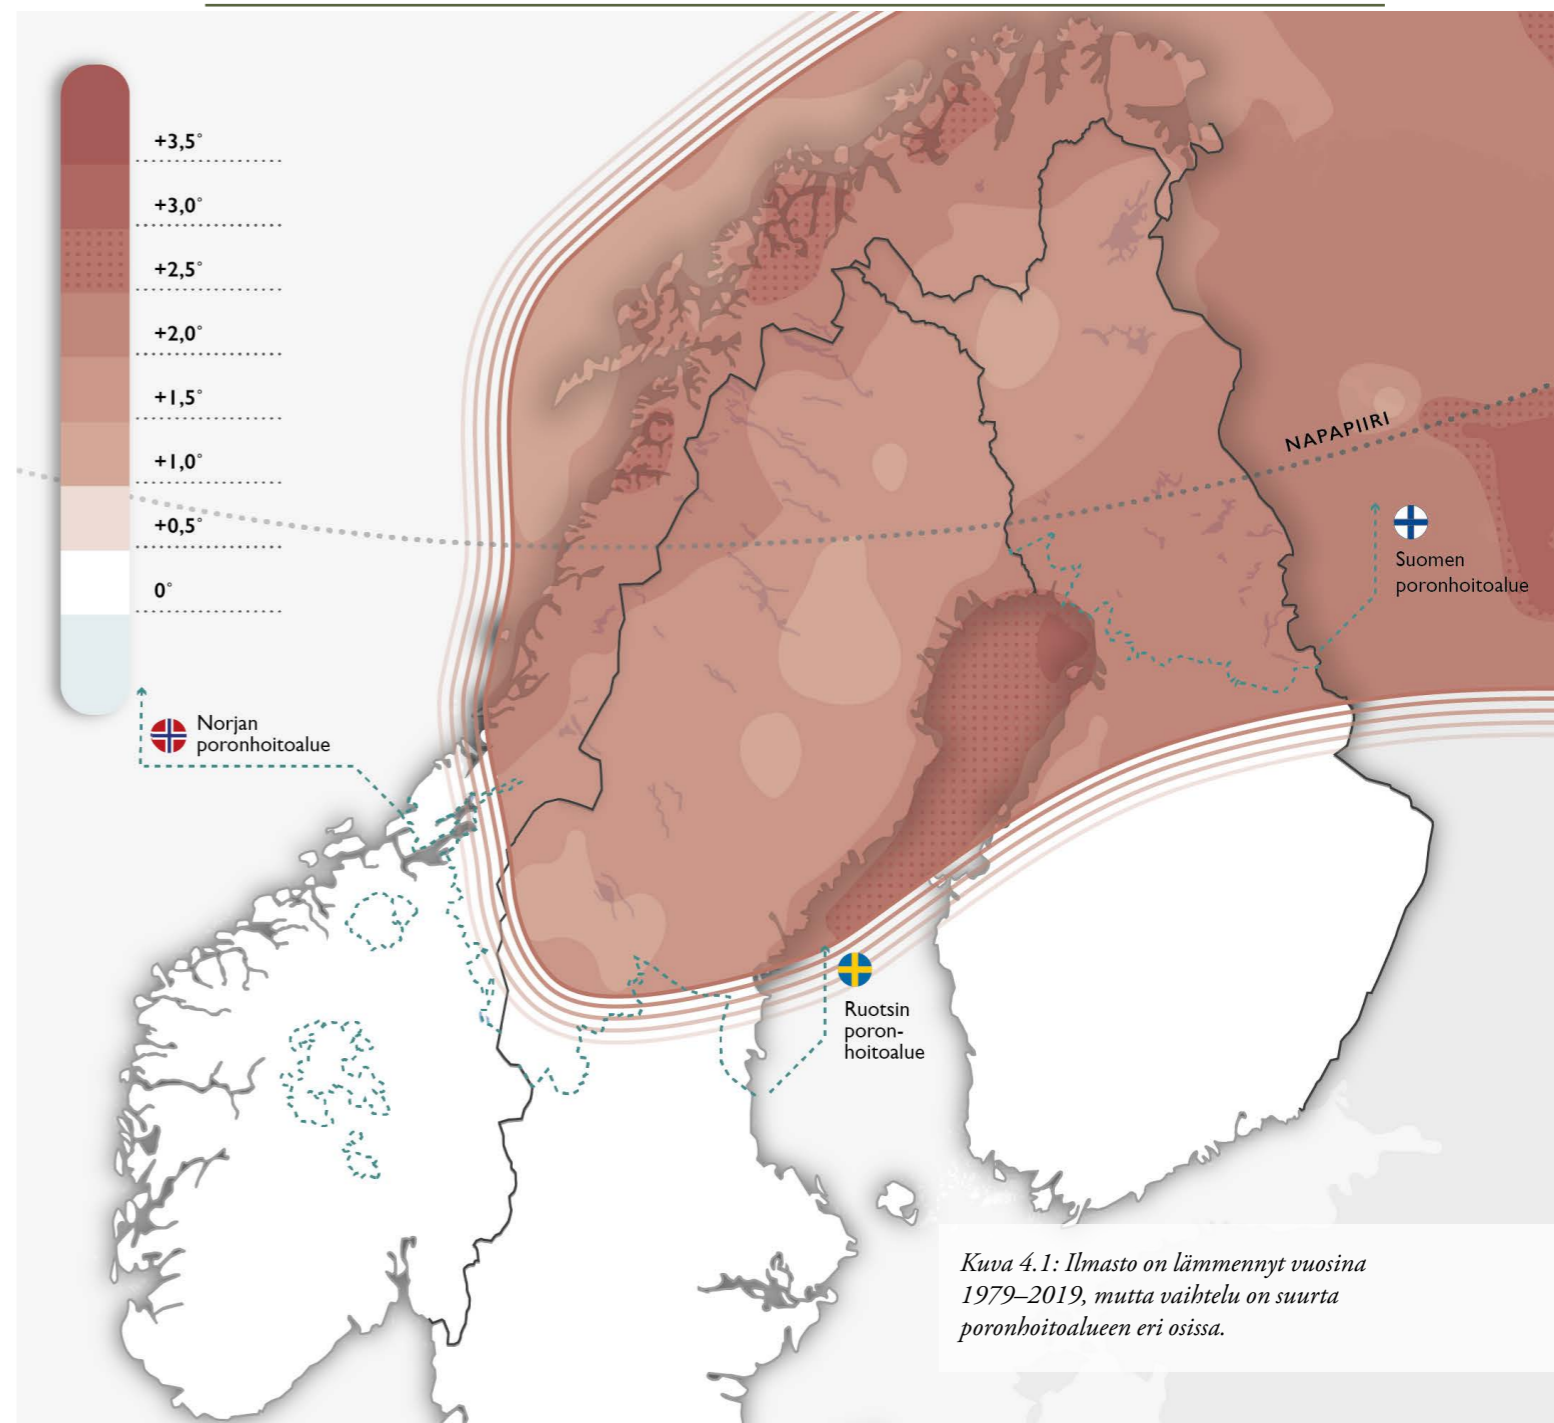 +3,5°
+3,0°
+2,5°
+2,0°
+1,5°
+1,0°
+0,5°
0°
NAPAPIIRI
Suomen
poronhoitoalue
Norjan
poronhoitoalue
Ruotsin
poron-
hoitoalue
Kuva 4.1: Ilmasto on lämmennyt vuosina
1979–2019, mutta vaihtelu on suurta
poronhoitoalueen eri osissa.